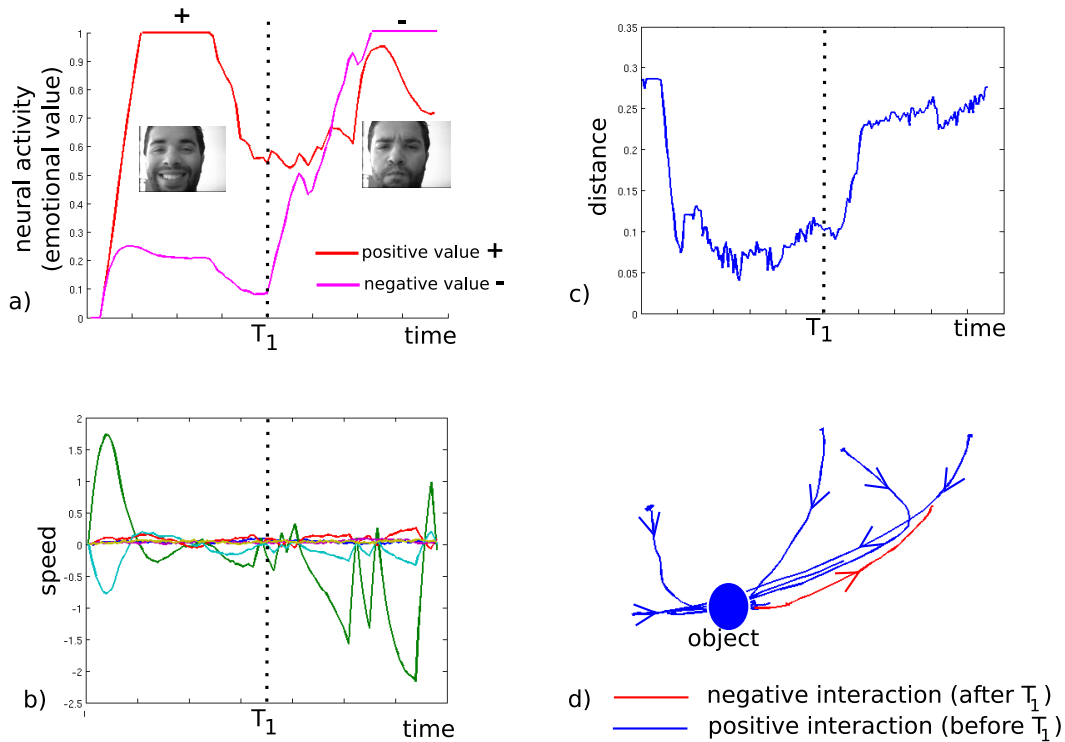 +
-
neural activity
(emotional value)
1
0.9
0.8
0.7
0.6
0.5
0.4
0.3
0.2
0.1
0
positive value +
negative value -
a)
T1
time
0.35
0.3
0.25
0.2
0.15
0.1
0.05
0
distance
c)
T1
time
2
1.5
1
0.5
0
-0.5
-1
-1.5
-2
-2.5
speed
b)
T1
time
object
d)
negative interaction (after T1)
positive interaction (before T1)